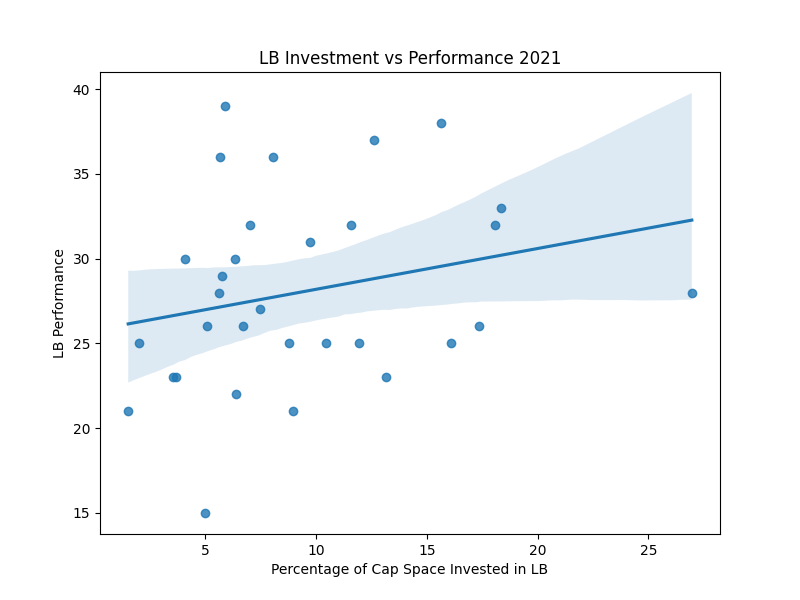 LB Investment vs Performance 2021
40
35
30
25
20
15
LB Performance
5 10 15 20 25
Percentage of Cap Space Invested in LB